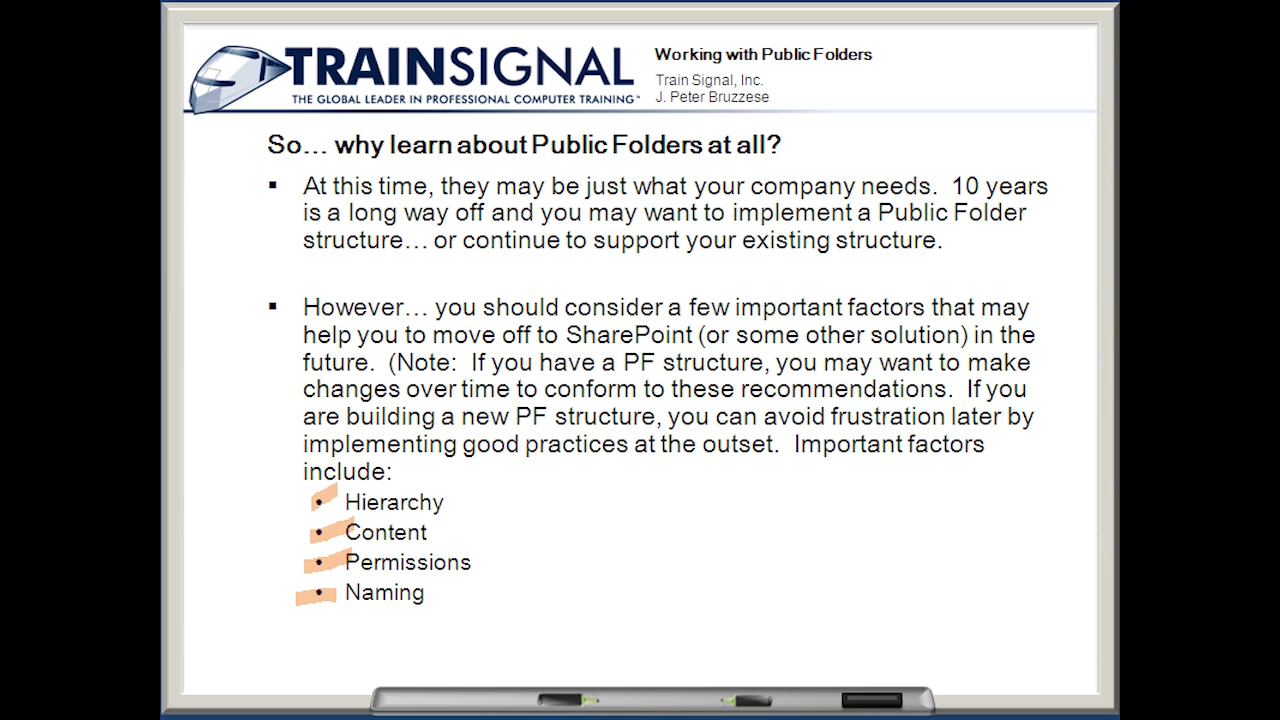 TRAINSIGNAL
THE GLOBAL LEADER IN PROFESSIONAL COMPUTER TRAINING™
Working with Public Folders
Train Signal, Inc.
J. Peter Bruzzese
So… why learn about Public Folders at all?
▪ At this time, they may be just what your company needs.  10 years
is a long way off and you may want to implement a Public Folder
structure… or continue to support your existing structure.
▪ However… you should consider a few important factors that may
help you to move off to SharePoint (or some other solution) in the
future.  (Note:  If you have a PF structure, you may want to make
changes over time to conform to these recommendations.  If you
are building a new PF structure, you can avoid frustration later by
implementing good practices at the outset.  Important factors
include:
• Hierarchy
• Content
• Permissions
• Naming